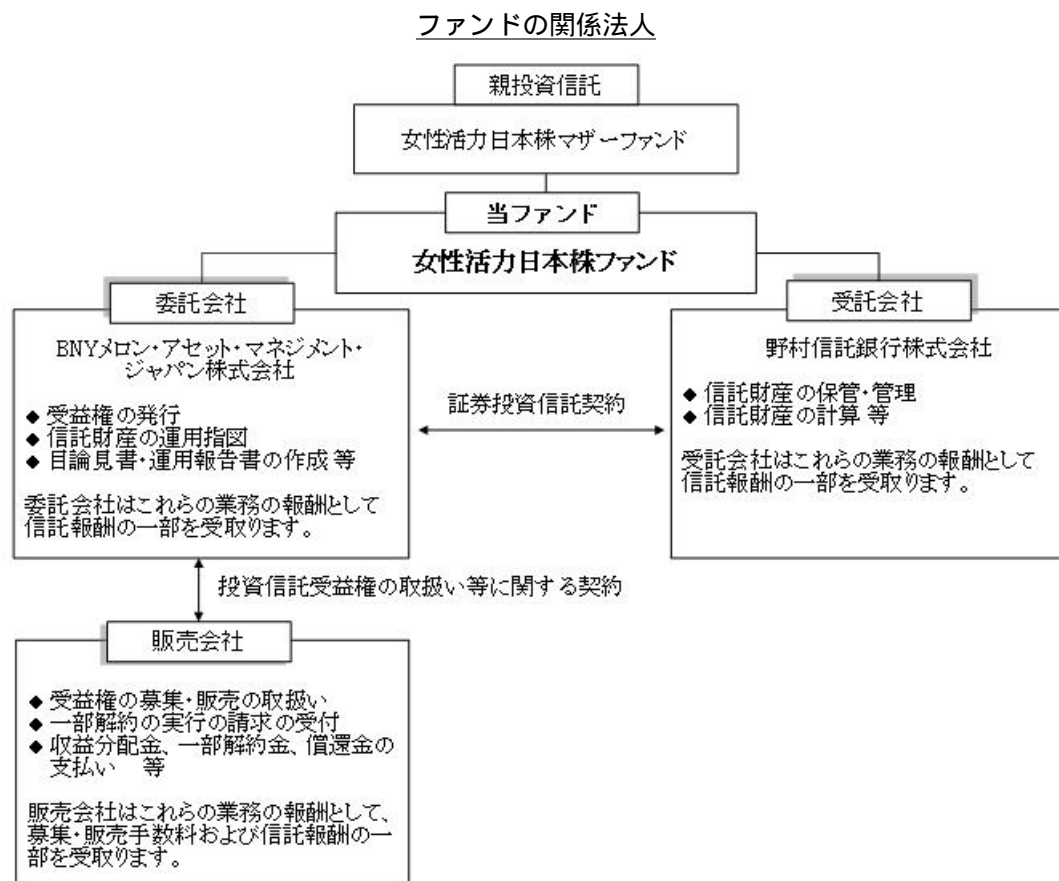 ファンドの関係法人
親投資信託
女性活力日本株マザーファンド
当ファンド
女性活力日本株ファンド
委託会社
BNYメロン・アセット・マネジメント・
ジャパン株式会社
◆ 受益権の発行
◆ 信託財産の運用指図
◆ 目論見書・運用報告書の作成 等
委託会社はこれらの業務の報酬として
信託報酬の一部を受取ります。
証券投資信託契約
受託会社
野村信託銀行株式会社
◆ 信託財産の保管・管理
◆ 信託財産の計算 等
受託会社はこれらの業務の報酬として
信託報酬の一部を受取ります。
投資信託受益権の取扱い等に関する契約
販売会社
◆ 受益権の募集・販売の取扱い
◆ 一部解約の実行の請求の受付
◆ 収益分配金、一部解約金、償還金の
支払い 等
販売会社はこれらの業務の報酬として、
募集・販売手数料および信託報酬の一
部を受取ります。